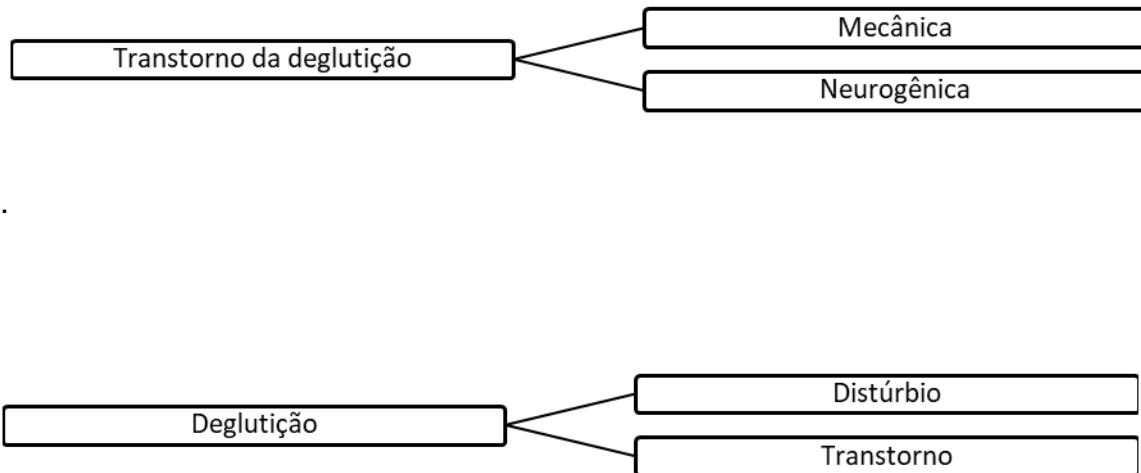 Transtorno da deglutição
Mecânica
Neurogênica
.
Deglutição
Distúrbio
Transtorno